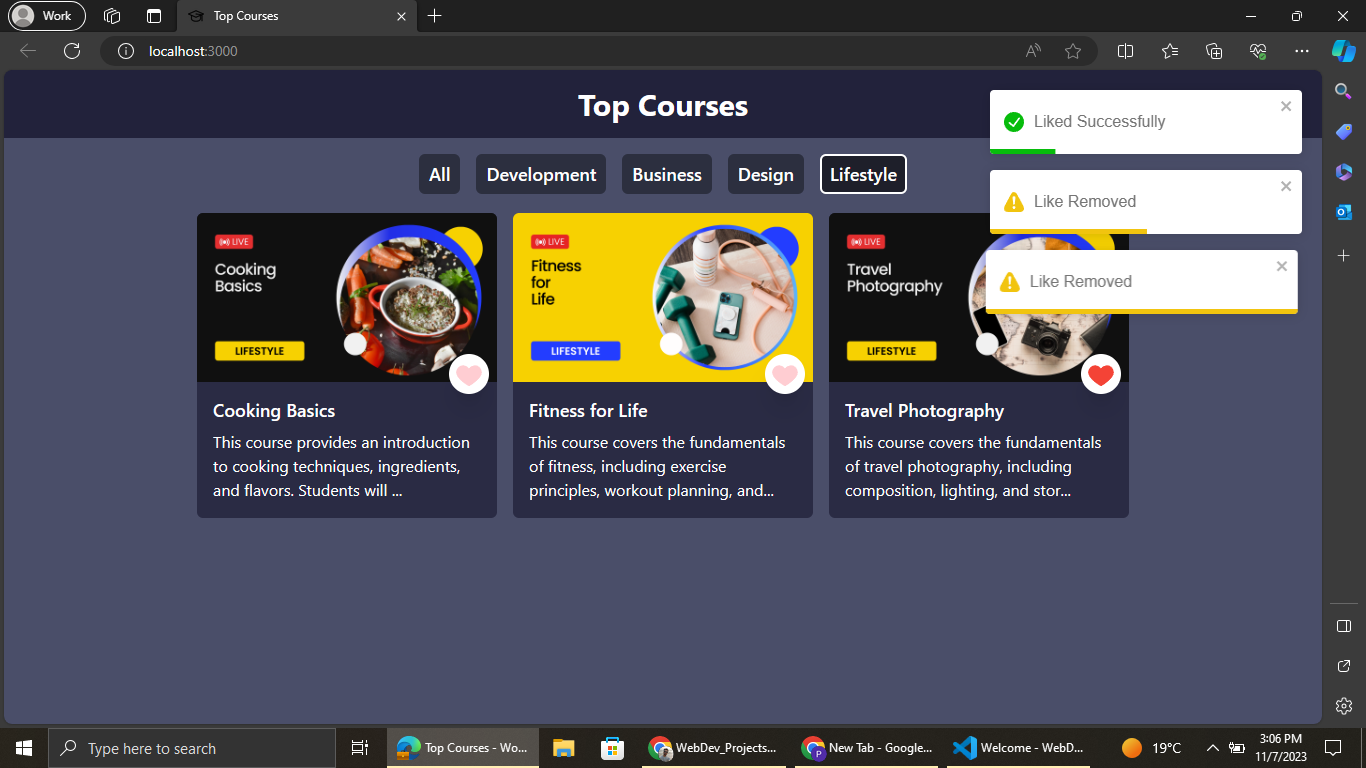 Work
Top Courses
localhost:3000
Top Courses
Liked Successfully
Like Removed
Like Removed
All
Development
Business
Design
Lifestyle
LIVE
Cooking
Basics
LIFESTYLE
LIVE
Fitness
for
Life
LIFESTYLE
LIVE
Travel
Photography
LIFESTYLE
Cooking Basics
This course provides an introduction
to cooking techniques, ingredients,
and flavors. Students will ...
Fitness for Life
This course covers the fundamentals
of fitness, including exercise
principles, workout planning, and...
Travel Photography
This course covers the fundamentals
of travel photography, including
composition, lighting, and stor...
Type here to search
Top Courses - Wo...
WebDev_Projects...
New Tab - Google...
Welcome - WebD...
19°C
3:06 PM
11/7/2023